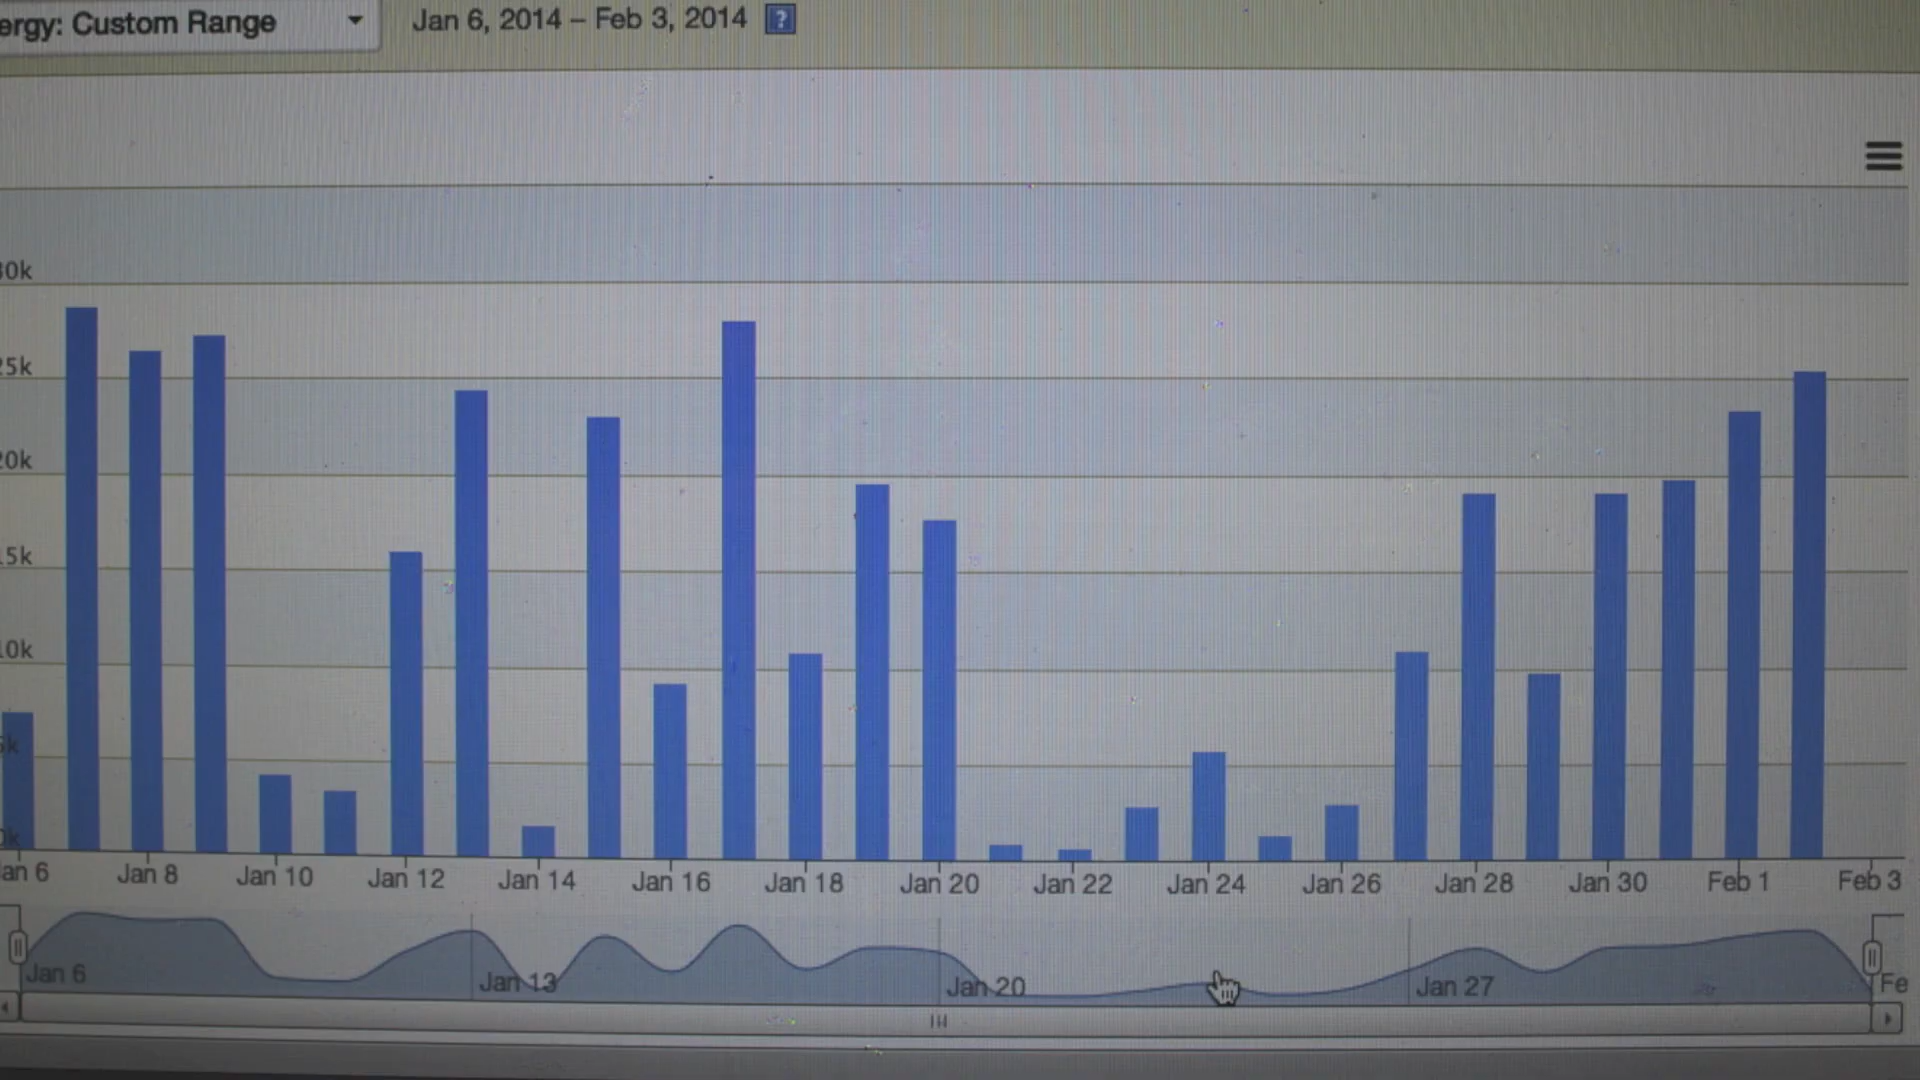 ergy: Custom Range
Jan 6, 2014 – Feb 3, 2014 ?
30k
25k
20k
15k
10k
5k
0k
an 6 Jan 8 Jan 10 Jan 12 Jan 14 Jan 16 Jan 18 Jan 20 Jan 22 Jan 24 Jan 26 Jan 28 Jan 30 Feb 1 Feb 3
Jan 6 Jan 13 Jan 20 Jan 27 Fe